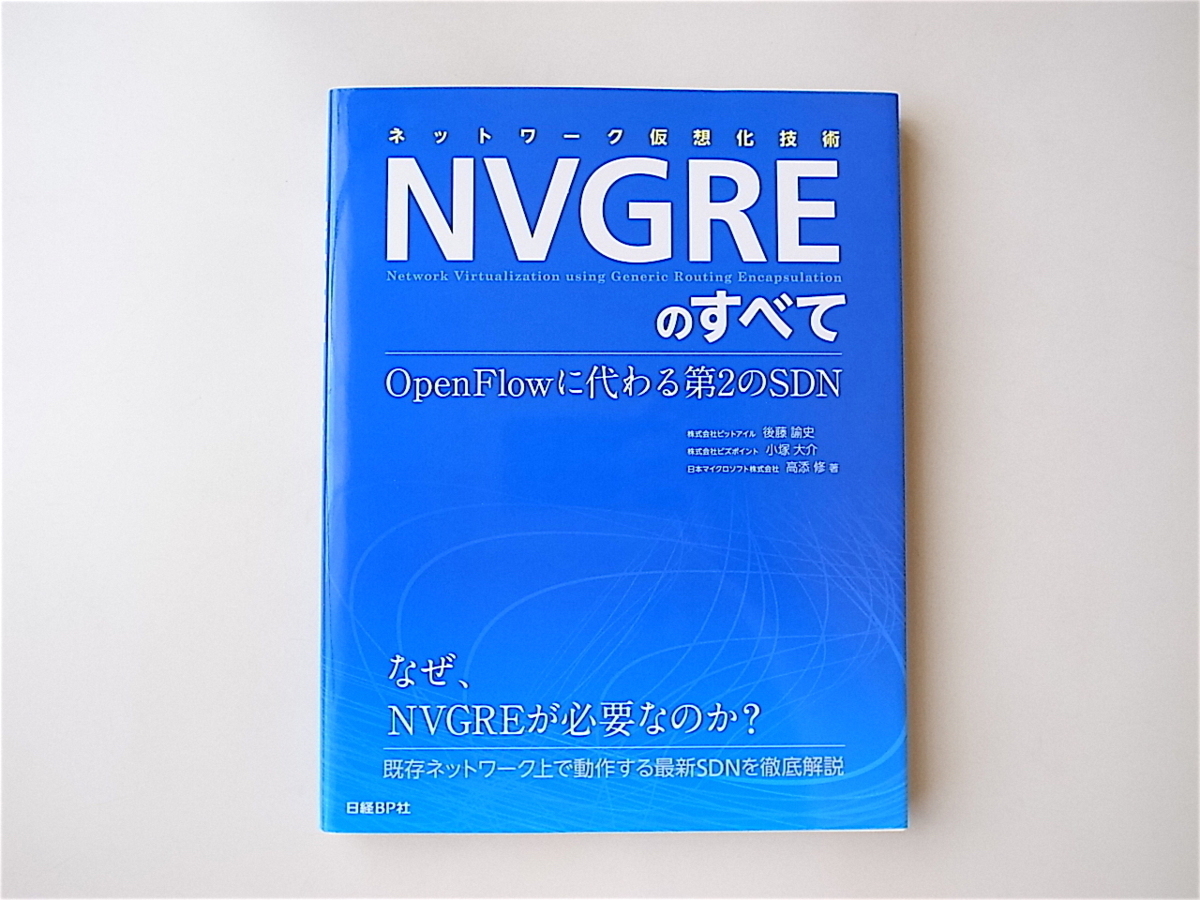 ネットワーク仮想化技術
NVGRE
Network Virtualization using Generic Routing Encapsulation
のすべて
OpenFlowに代わる第2のSDN
株式会社ビットアイル 後藤 諭史
株式会社ビズポイント 小塚 大介
日本マイクロソフト株式会社 高添 修 著
なぜ、
NVGREが必要なのか?
既存ネットワーク上で動作する最新SDNを徹底解説
日経BP社